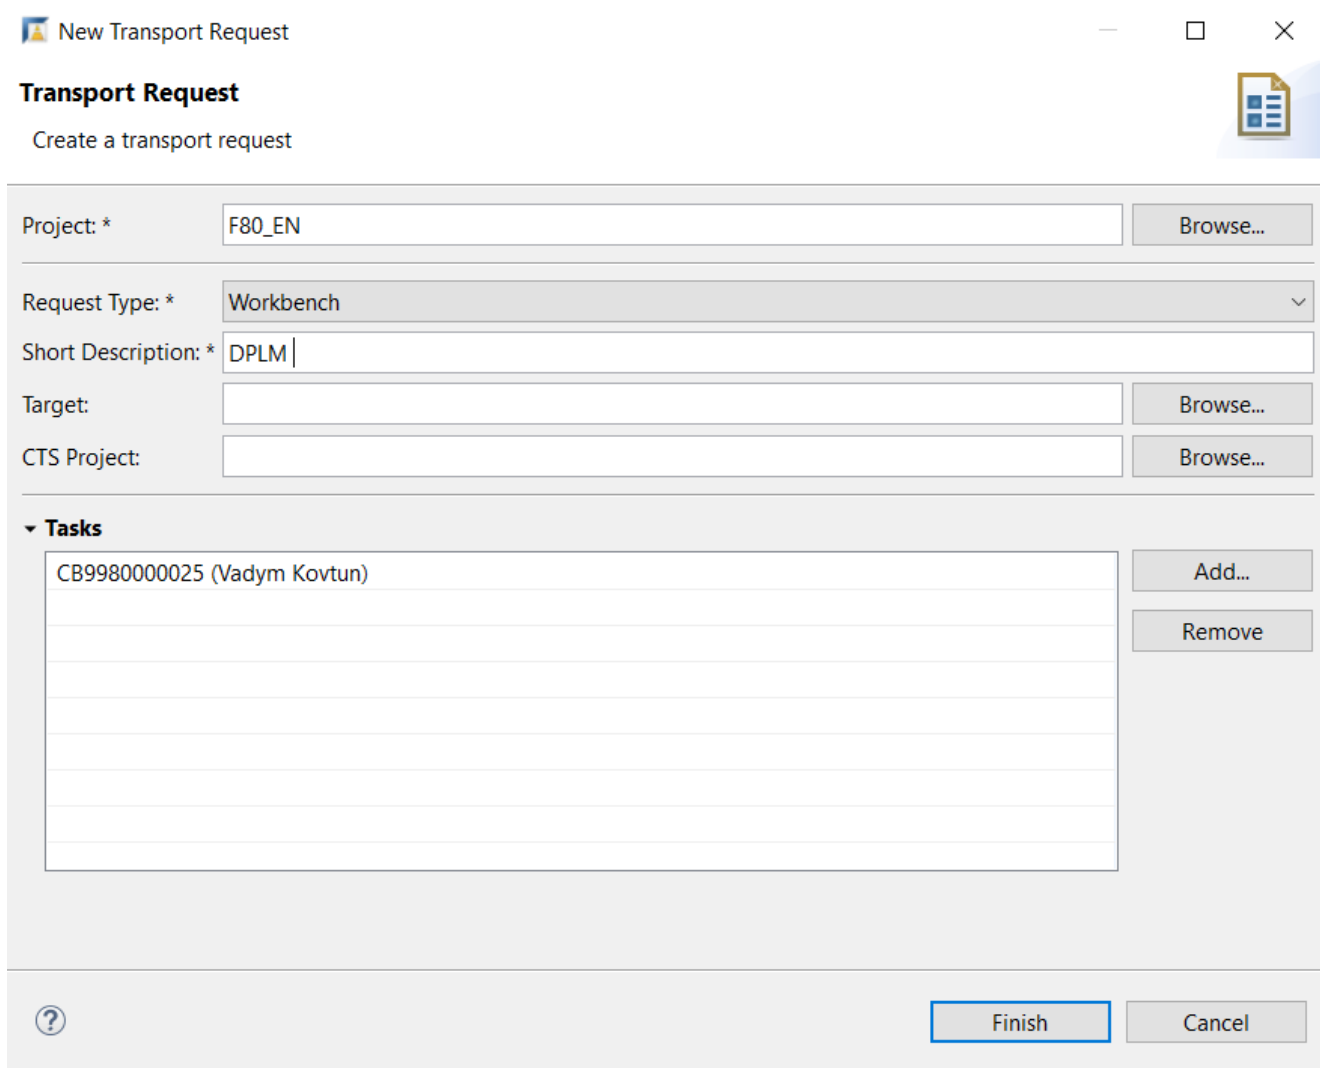 New Transport Request
Transport Request
Create a transport request
Project: * F80_EN Browse...
Request Type: * Workbench
Short Description: * DPLM
Target: Browse...
CTS Project: Browse...
Tasks
CB9980000025 (Vadym Kovtun) Add...
Remove
? Finish Cancel